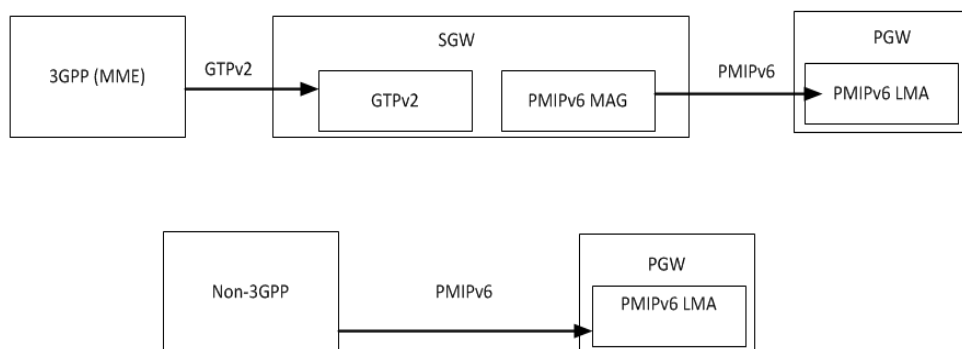 SGW
PGW
3GPP (MME)
GTPv2
PMIPv6
GTPv2
PMIPv6 MAG
PMIPv6 LMA
PGW
Non-3GPP
PMIPv6
PMIPv6 LMA